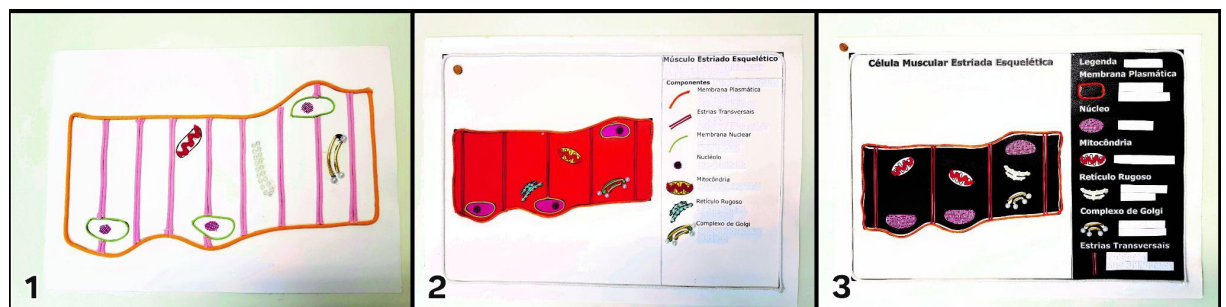 1
2
Músculo Estriado Esquelético
Componentes
Membrana Plasmática
Estrias Transversais
Membrana Nuclear
Nucléolo
Mitocôndria
Retículo Rugoso
Complexo de Golgi
3
Célula Muscular Estriada Esquelética
Legenda
Membrana Plasmática
Núcleo
Mitocôndria
Retículo Rugoso
Complexo de Golgi
Estrias Transversais